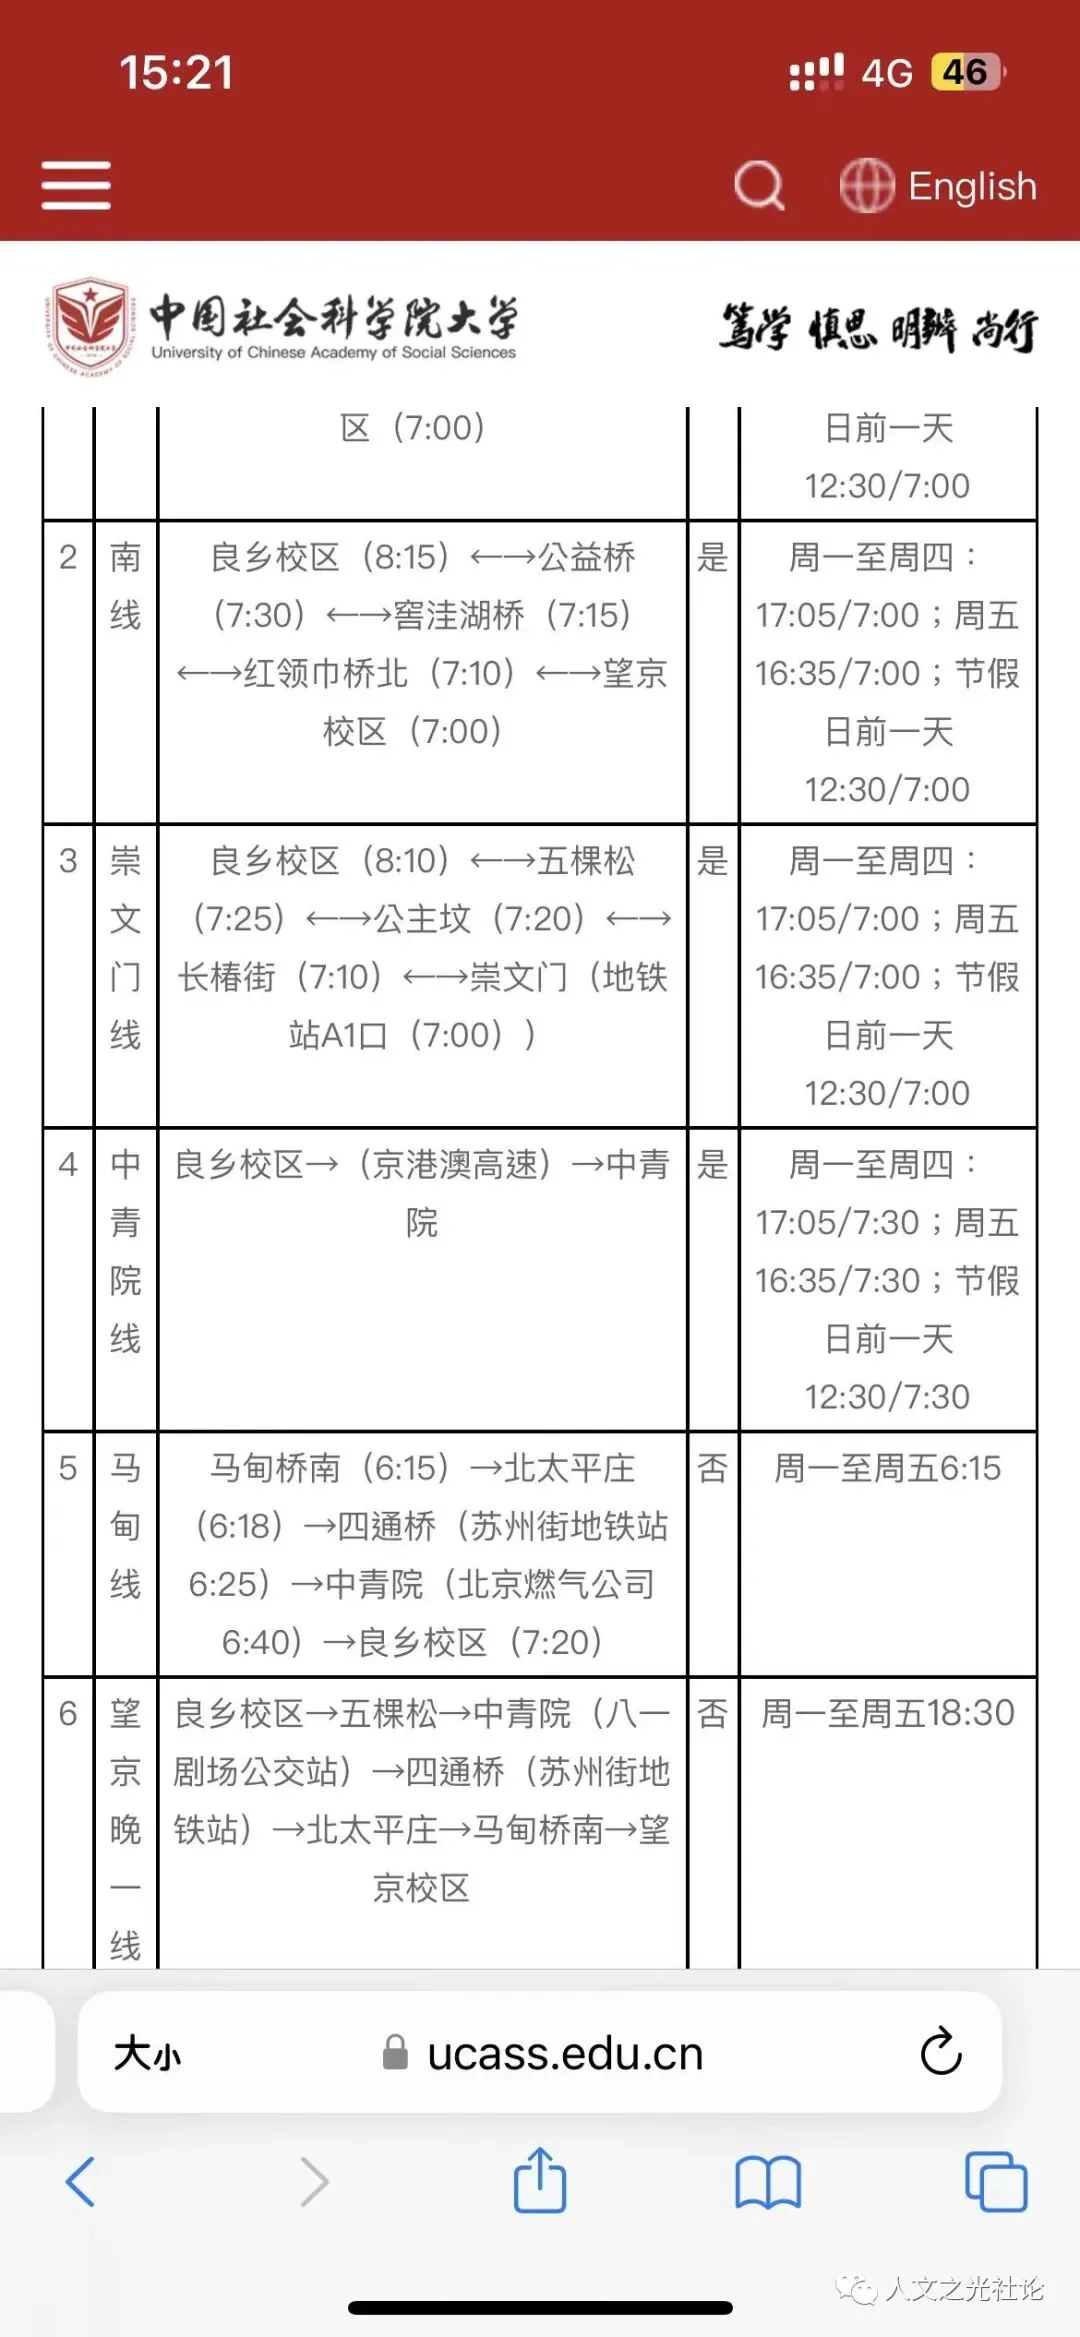 15:21
4G 46
English
中国社会科学院大学
University of Chinese Academy of Social Sciences
笃学 慎思 明辨 尚行
区（7:00）
日前一天
12:30/7:00
2
南
线
良乡校区（8:15）←→公益桥
（7:30）←→窖洼湖桥（7:15）
←→红领巾桥北（7:10）←→望京
校区（7:00）
是
周一至周四：
17:05/7:00；周五
16:35/7:00；节假
日前一天
12:30/7:00
3
崇
文
门
线
良乡校区（8:10）←→五棵松
（7:25）←→公主坟（7:20）←→
长椿街（7:10）←→崇文门（地铁
站A1口（7:00））
是
周一至周四：
17:05/7:00；周五
16:35/7:00；节假
日前一天
12:30/7:00
4
中
青
院
线
良乡校区→（京港澳高速）→中青
院
是
周一至周四：
17:05/7:30；周五
16:35/7:30；节假
日前一天
12:30/7:30
5
马
甸
线
马甸桥南（6:15）→北太平庄
（6:18）→四通桥（苏州街地铁站
6:25）→中青院（北京燃气公司
6:40）→良乡校区（7:20）
否
周一至周五6:15
6
望
京
晚
一
线
良乡校区→五棵松→中青院（八一
剧场公交站）→四通桥（苏州街地
铁站）→北太平庄→马甸桥南→望
京校区
否
周一至周五18:30
大小
ucass.edu.cn
人文之光社论